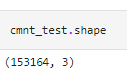 cmnt_test.shape
(153164, 3)